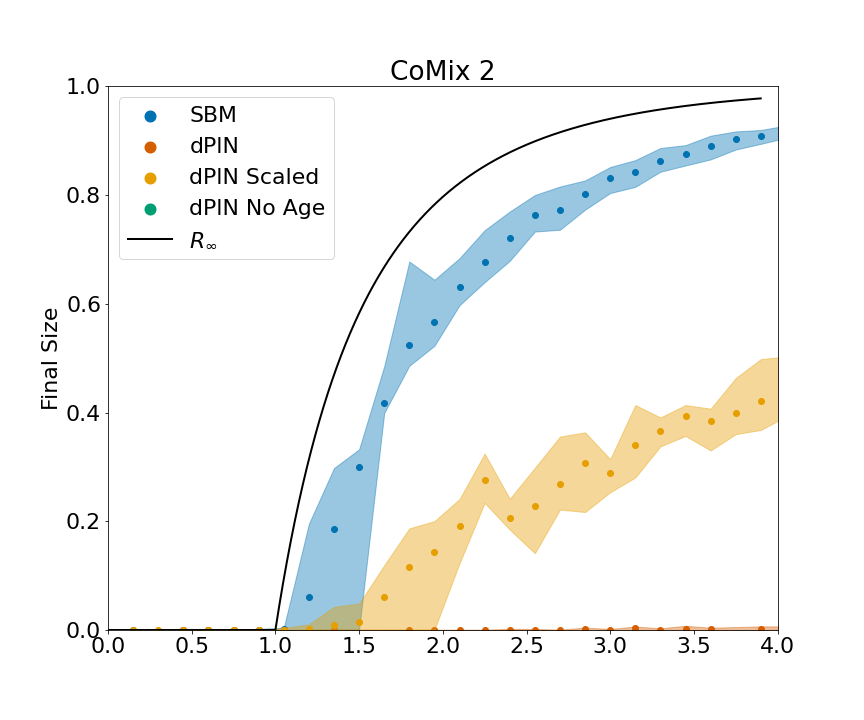 CoMix 2
1.0
0.8
0.6
0.4
0.2
0.0
Final Size
SBM
dPIN
dPIN Scaled
dPIN No Age
R∞
0.0 0.5 1.0 1.5 2.0 2.5 3.0 3.5 4.0